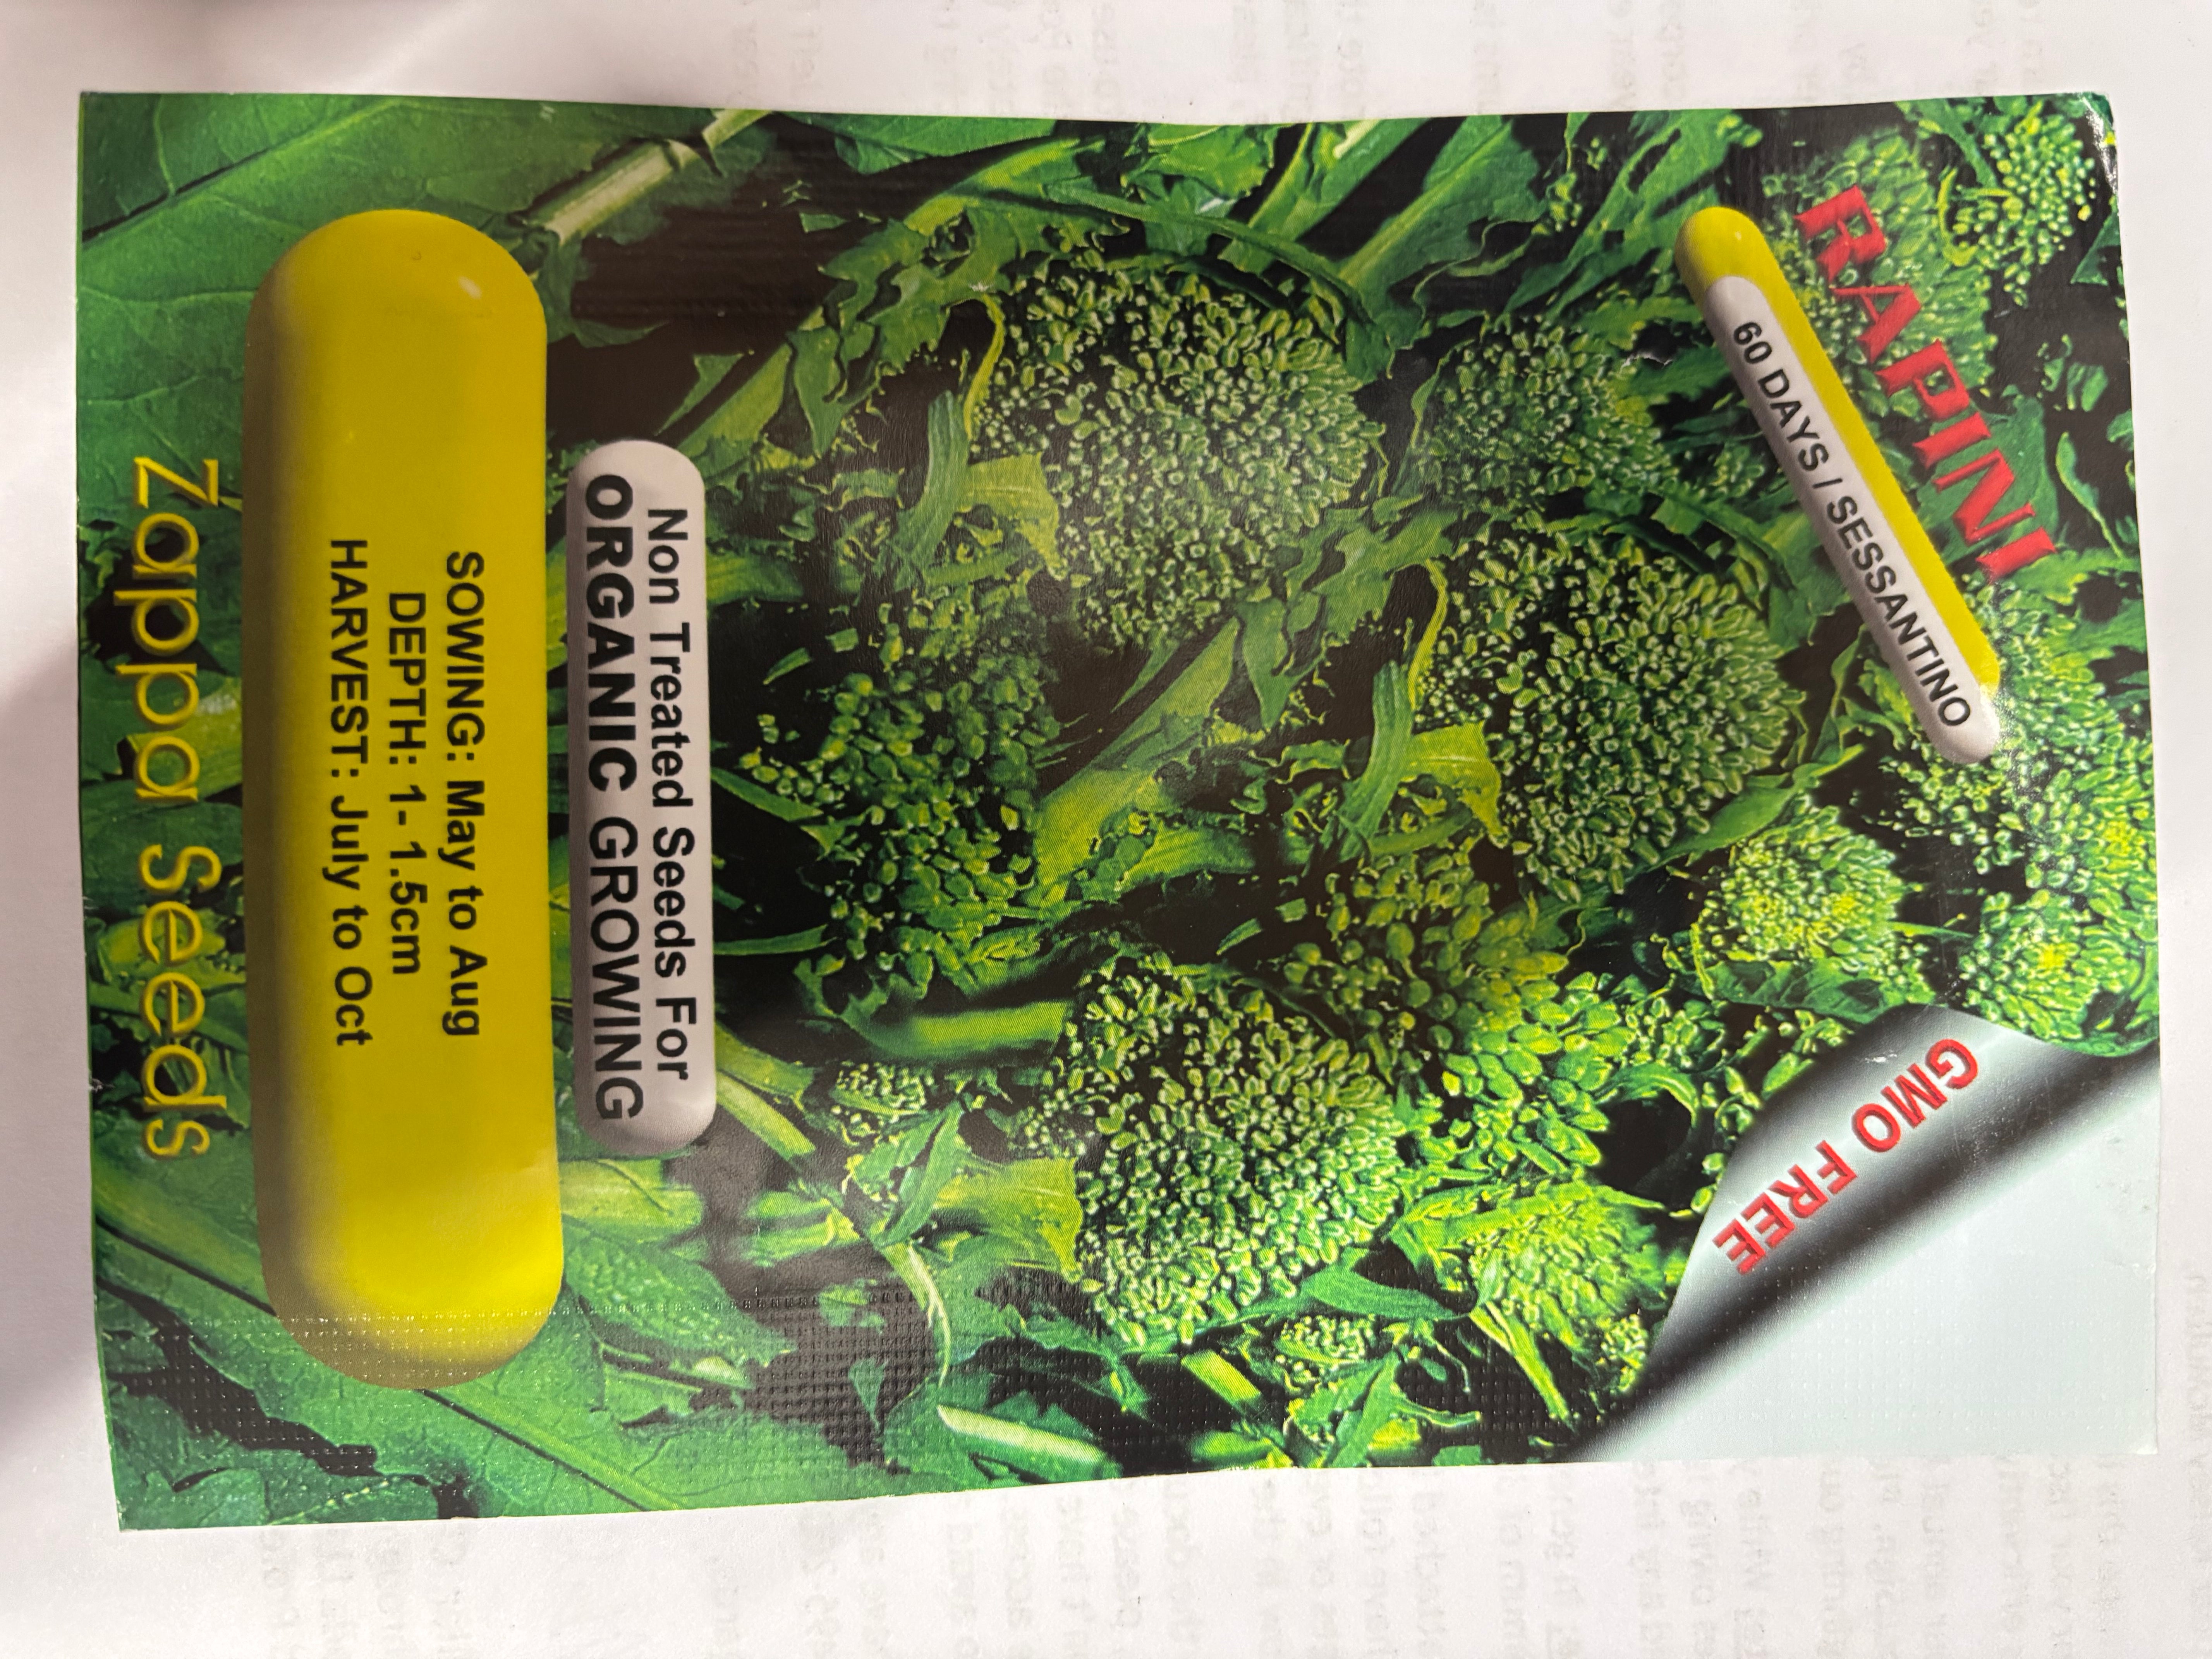 RAPINI
60 DAYS / SESSANTINO
GMO FREE
Non Treated Seeds For
ORGANIC GROWING
SOWING: May to Aug
DEPTH: 1- 1.5cm
HARVEST: July to Oct
Zappa Seeds